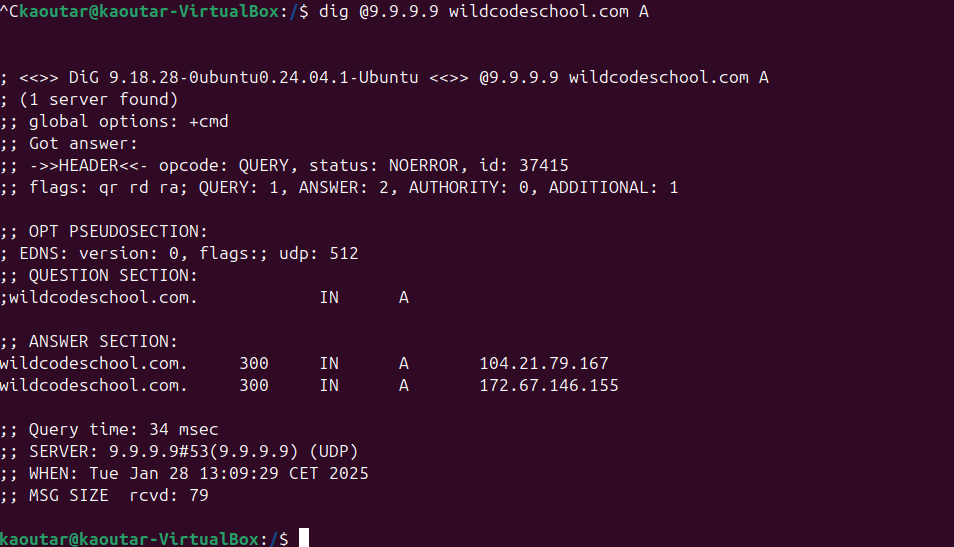 ^Ckaoutar@kaoutar-VirtualBox:/$ dig @9.9.9.9 wildcodeschool.com A
; <<>> DiG 9.18.28-0ubuntu0.24.04.1-Ubuntu <<>> @9.9.9.9 wildcodeschool.com A
; (1 server found)
;; global options: +cmd
;; Got answer:
;; ->>HEADER<<- opcode: QUERY, status: NOERROR, id: 37415
;; flags: qr rd ra; QUERY: 1, ANSWER: 2, AUTHORITY: 0, ADDITIONAL: 1
;; OPT PSEUDOSECTION:
; EDNS: version: 0, flags:; udp: 512
;; QUESTION SECTION:
;wildcodeschool.com. IN A
;; ANSWER SECTION:
wildcodeschool.com. 300 IN A 104.21.79.167
wildcodeschool.com. 300 IN A 172.67.146.155
;; Query time: 34 msec
;; SERVER: 9.9.9.9#53(9.9.9.9) (UDP)
;; WHEN: Tue Jan 28 13:09:29 CET 2025
;; MSG SIZE  rcvd: 79
kaoutar@kaoutar-VirtualBox:/$